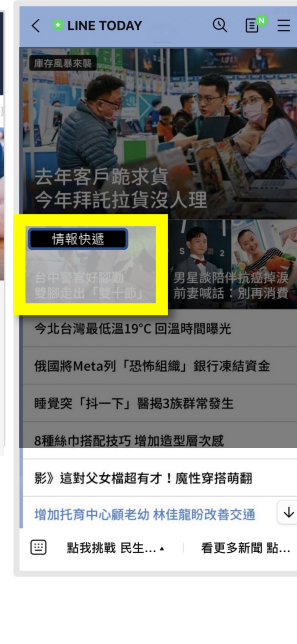 LINE TODAY
N
庫存風暴來襲
去年客戶跪求貨
今年拜託拉貨沒人理
情報快遞
台中警官好腳勤
雙腳走出「雙十節」
男星談陪伴抗癌掉淚
前妻喊話：別再消費
今北台灣最低溫19°C 回溫時間曝光
俄國將Meta列「恐怖組織」銀行凍結資金
睡覺突「抖一下」醫揭3族群常發生
8種絲巾搭配技巧 增加造型層次感
影》這對父女檔超有才！魔性穿搭萌翻
增加托育中心顧老幼 林佳龍盼改善交通
點我挑戰 民生...
看更多新聞 點...